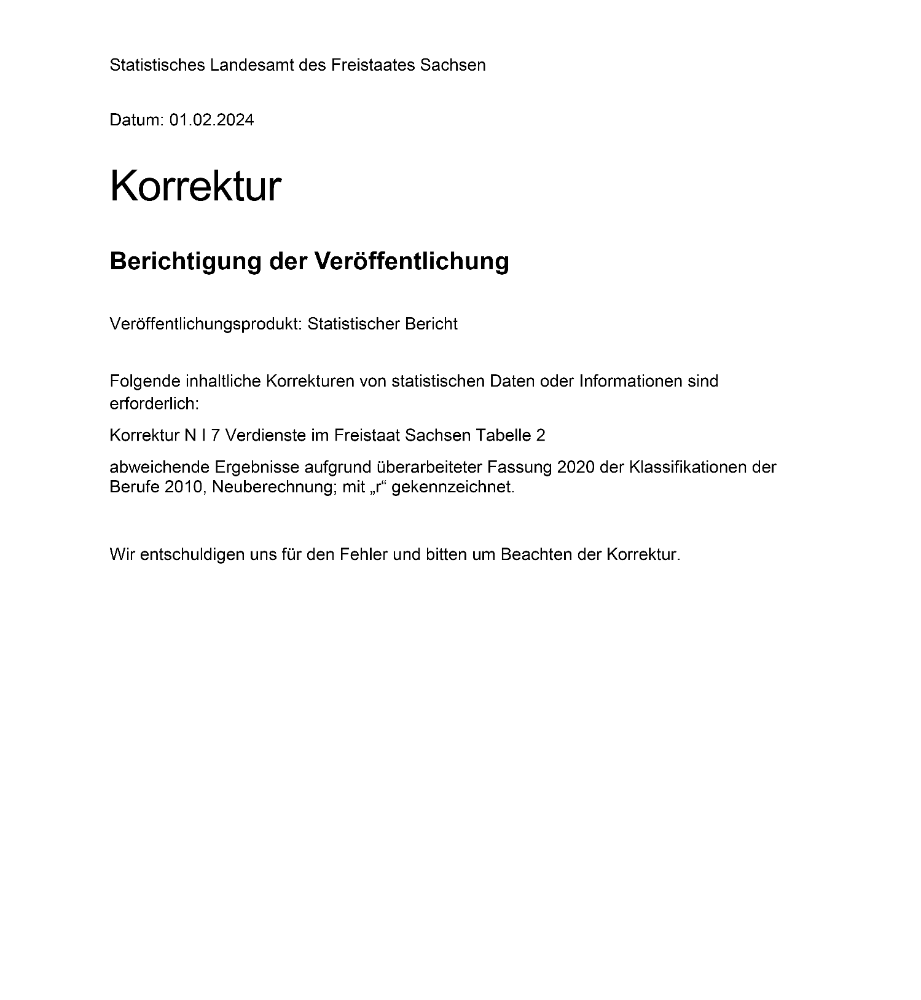 Statistisches Landesamt des Freistaates Sachsen
Datum: 01.02.2024
Korrektur
Berichtigung der Veröffentlichung
Veröffentlichungsprodukt: Statistischer Bericht
Folgende inhaltliche Korrekturen von statistischen Daten oder Informationen sind
erforderlich:
Korrektur N I 7 Verdienste im Freistaat Sachsen Tabelle 2
abweichende Ergebnisse aufgrund überarbeiteter Fassung 2020 der Klassifikationen der
Berufe 2010, Neuberechnung; mit „r“ gekennzeichnet.
Wir entschuldigen uns für den Fehler und bitten um Beachten der Korrektur.